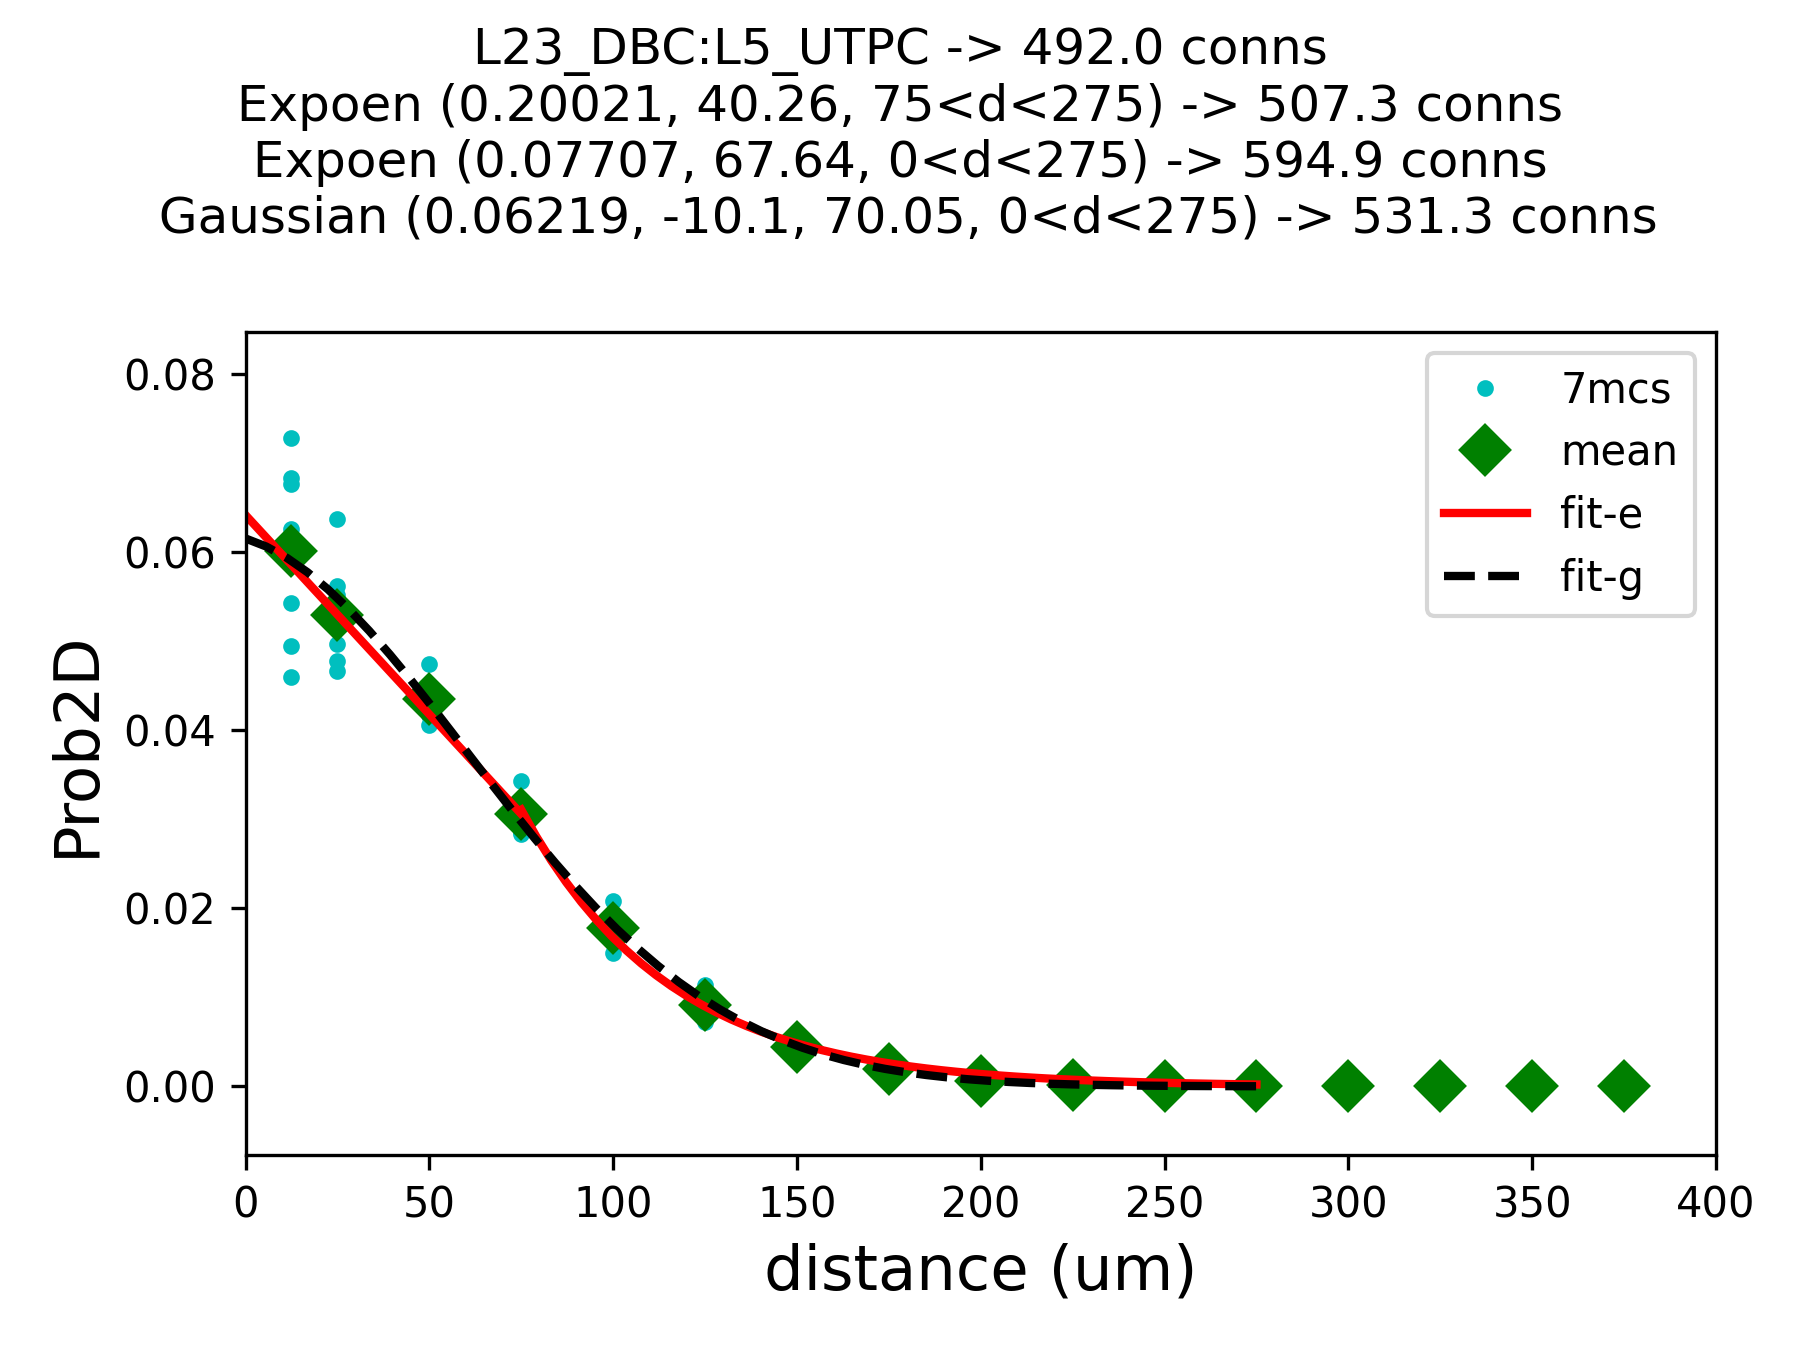 L23_DBC:L5_UTPC -> 492.0 conns
Expoen (0.20021, 40.26, 75<d<275) -> 507.3 conns
Expoen (0.07707, 67.64, 0<d<275) -> 594.9 conns
Gaussian (0.06219, -10.1, 70.05, 0<d<275) -> 531.3 conns
0.08
0.06
0.04
0.02
0.00
Prob2D
7mcs
mean
fit-e
fit-g
0 50 100 150 200 250 300 350 400
distance (um)